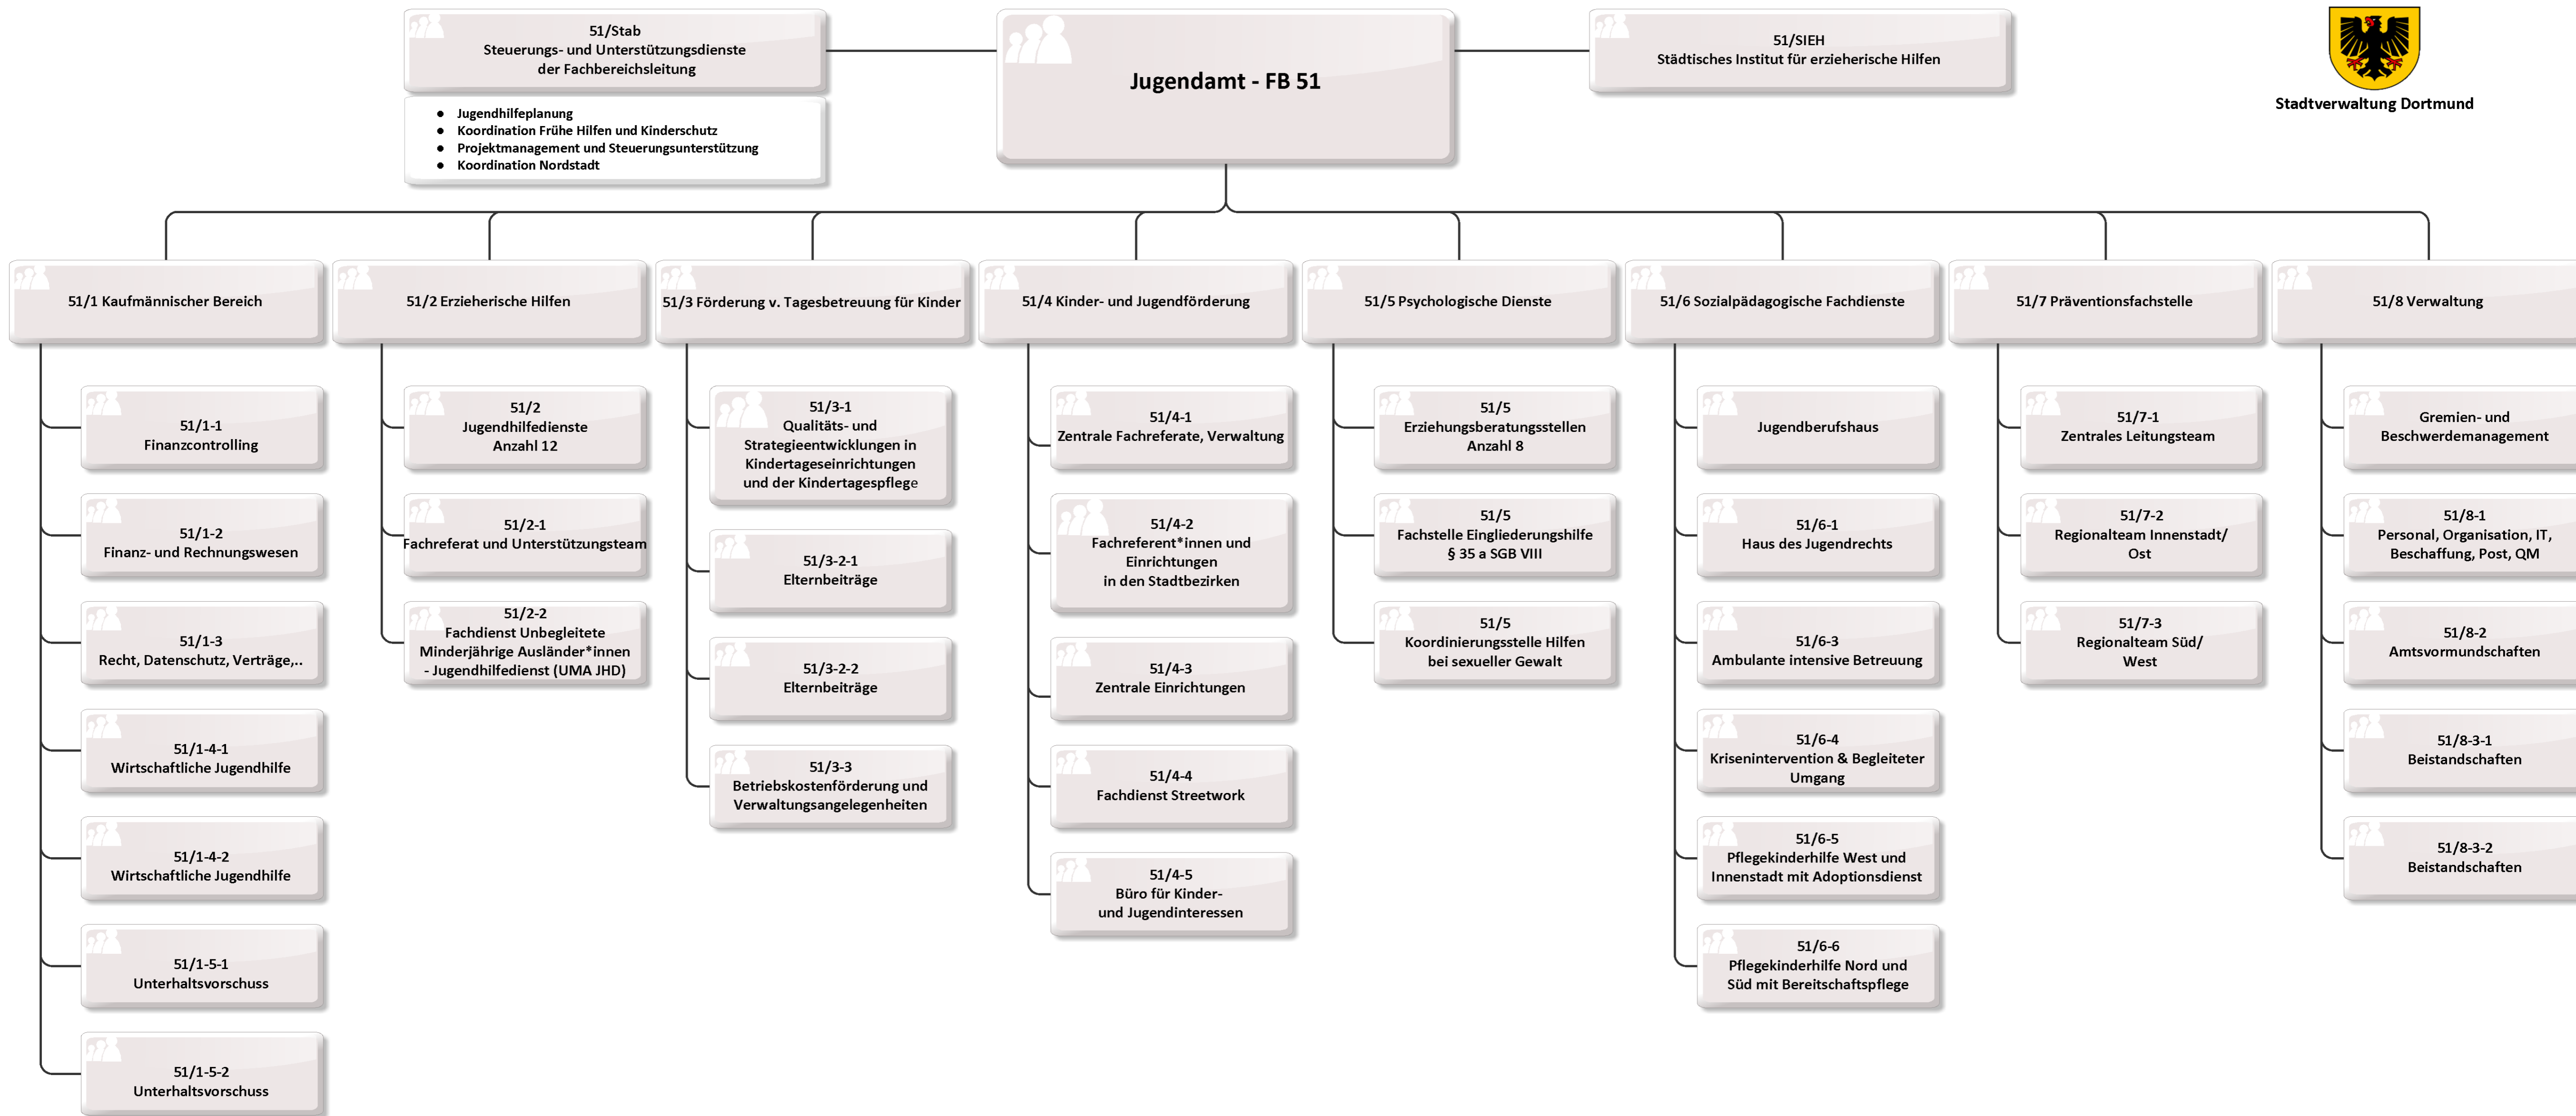 51/Stab
Steuerungs- und Unterstützungsdienste
der Fachbereichsleitung
● Jugendhilfeplanung
● Koordination Frühe Hilfen und Kinderschutz
● Projektmanagement und Steuerungsunterstützung
● Koordination Nordstadt
Jugendamt - FB 51
51/SIEH
Städtisches Institut für erzieherische Hilfen
Stadtverwaltung Dortmund
51/1 Kaufmännischer Bereich
51/1-1
Finanzcontrolling
51/1-2
Finanz- und Rechnungswesen
51/1-3
Recht, Datenschutz, Verträge,..
51/1-4-1
Wirtschaftliche Jugendhilfe
51/1-4-2
Wirtschaftliche Jugendhilfe
51/1-5-1
Unterhaltsvorschuss
51/1-5-2
Unterhaltsvorschuss
51/2 Erzieherische Hilfen
51/2
Jugendhilfedienste
Anzahl 12
51/2-1
Fachreferat und Unterstützungsteam
51/2-2
Fachdienst Unbegleitete
Minderjährige Ausländer*innen
- Jugendhilfedienst (UMA JHD)
51/3 Förderung v. Tagesbetreuung für Kinder
51/3-1
Qualitäts- und
Strategieentwicklungen in
Kindertageseinrichtungen
und der Kindertagespflege
51/3-2-1
Elternbeiträge
51/3-2-2
Elternbeiträge
51/3-3
Betriebskostenförderung und
Verwaltungsangelegenheiten
51/4 Kinder- und Jugendförderung
51/4-1
Zentrale Fachreferate, Verwaltung
51/4-2
Fachreferent*innen und
Einrichtungen
in den Stadtbezirken
51/4-3
Zentrale Einrichtungen
51/4-4
Fachdienst Streetwork
51/4-5
Büro für Kinder-
und Jugendinteressen
51/5 Psychologische Dienste
51/5
Erziehungsberatungsstellen
Anzahl 8
51/5
Fachstelle Eingliederungshilfe
§ 35 a SGB VIII
51/5
Koordinierungsstelle Hilfen
bei sexueller Gewalt
51/6 Sozialpädagogische Fachdienste
Jugendberufshaus
51/6-1
Haus des Jugendrechts
51/6-3
Ambulante intensive Betreuung
51/6-4
Krisenintervention & Begleiteter
Umgang
51/6-5
Pflegekinderhilfe West und
Innenstadt mit Adoptionsdienst
51/6-6
Pflegekinderhilfe Nord und
Süd mit Bereitschaftspflege
51/7 Präventionsfachstelle
51/7-1
Zentrales Leitungsteam
51/7-2
Regionalteam Innenstadt/
Ost
51/7-3
Regionalteam Süd/
West
51/8 Verwaltung
Gremien- und
Beschwerdemanagement
51/8-1
Personal, Organisation, IT,
Beschaffung, Post, QM
51/8-2
Amtsvormundschaften
51/8-3-1
Beistandschaften
51/8-3-2
Beistandschaften